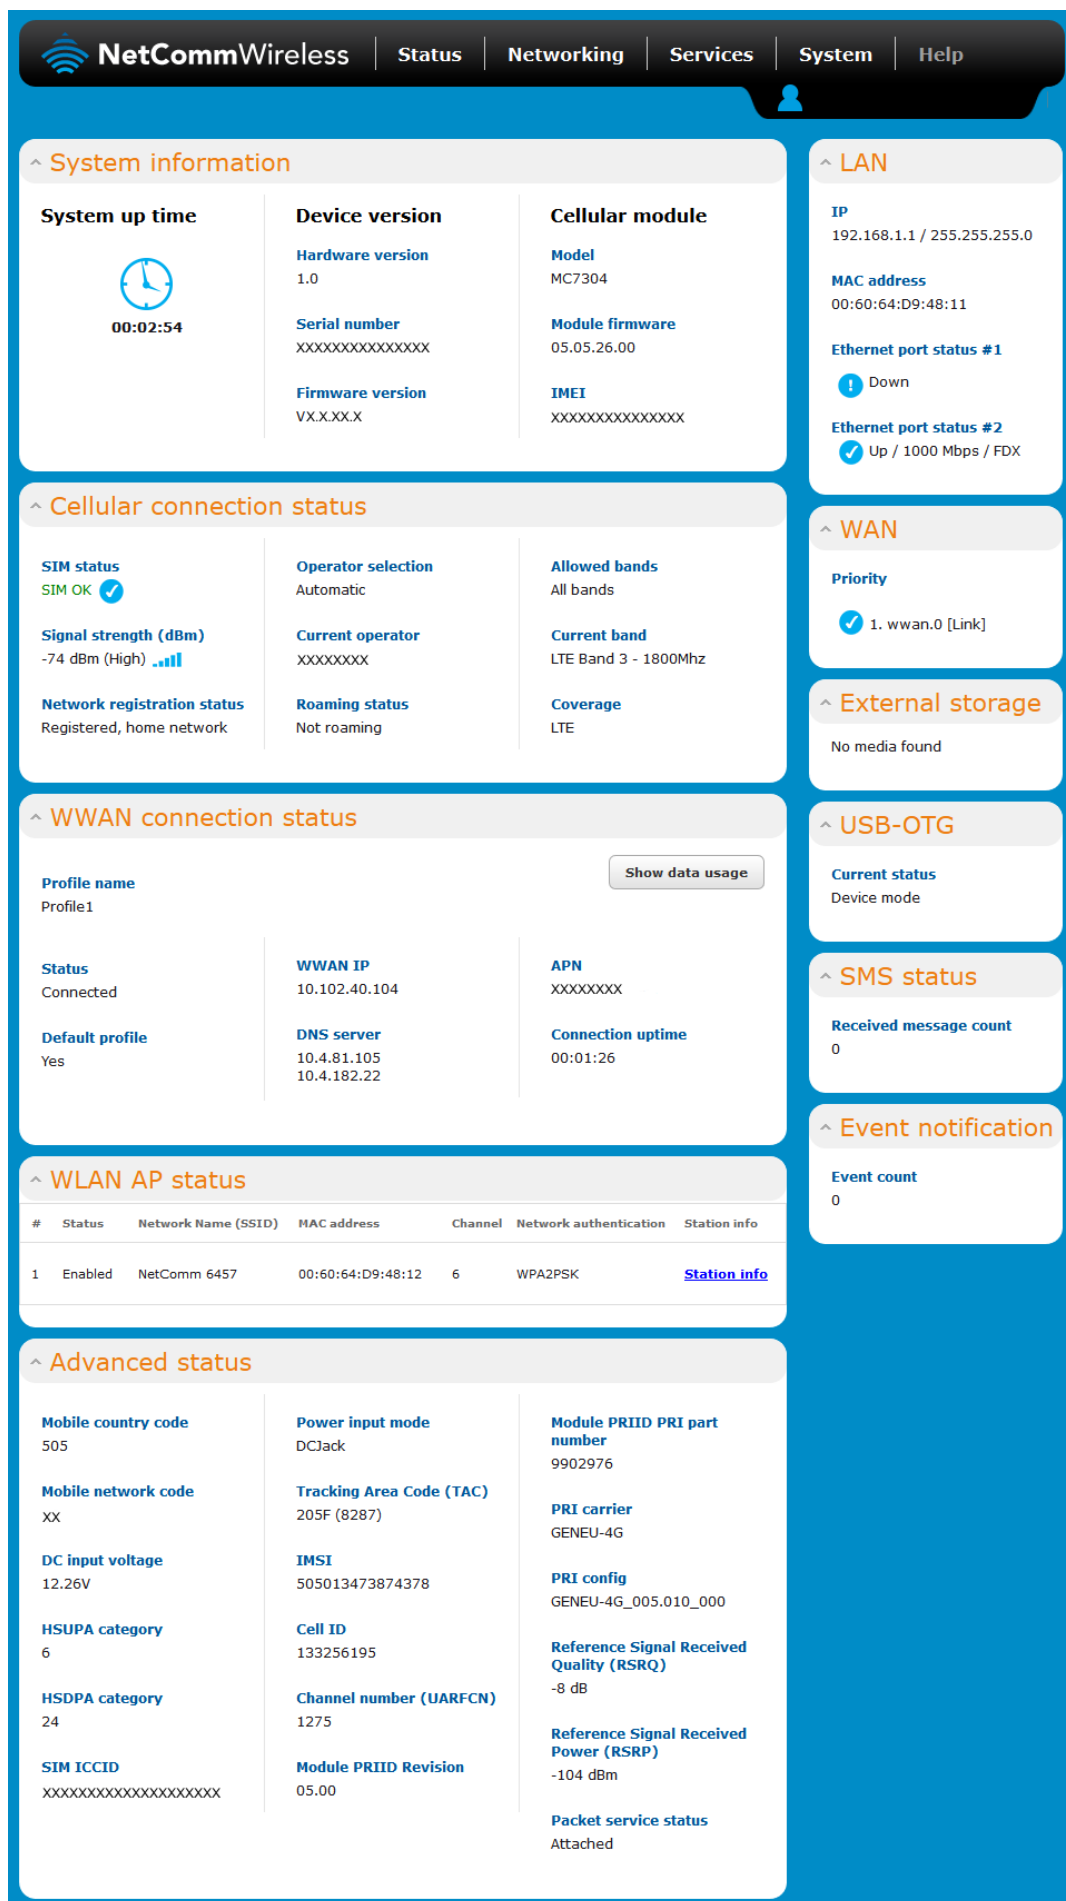 NetCommWireless
Status
Networking
Services
System
Help
System information
System up time
00:02:54
Device version
Hardware version
1.0
Serial number
XXXXXXXXXXXXXXX
Firmware version
VX.X.XX.X
Cellular module
Model
MC7304
Module firmware
05.05.26.00
IMEI
XXXXXXXXXXXXXXX
Cellular connection status
SIM status
SIM OK
Signal strength (dBm)
-74 dBm (High)
Network registration status
Registered, home network
Operator selection
Automatic
Current operator
XXXXXXXX
Roaming status
Not roaming
Allowed bands
All bands
Current band
LTE Band 3 - 1800Mhz
Coverage
LTE
WWAN connection status
Profile name
Profile1
Show data usage
Status
Connected
Default profile
Yes
WWAN IP
10.102.40.104
DNS server
10.4.81.105
10.4.182.22
APN
XXXXXXXX
Connection uptime
00:01:26
WLAN AP status
# Status Network Name (SSID) MAC address Channel Network authentication Station info
1 Enabled NetComm 6457 00:60:64:D9:48:12 6 WPA2PSK Station info
Advanced status
Mobile country code
505
Mobile network code
XX
DC input voltage
12.26V
HSUPA category
6
HSDPA category
24
SIM ICCID
XXXXXXXXXXXXXXXXXXXX
Power input mode
DCJack
Tracking Area Code (TAC)
205F (8287)
IMSI
505013473874378
Cell ID
133256195
Channel number (UARFCN)
1275
Module PRIID Revision
05.00
Module PRIID PRI part
number
9902976
PRI carrier
GENEU-4G
PRI config
GENEU-4G_005.010_000
Reference Signal Received
Quality (RSRQ)
-8 dB
Reference Signal Received
Power (RSRP)
-104 dBm
Packet service status
Attached
LAN
IP
192.168.1.1 / 255.255.255.0
MAC address
00:60:64:D9:48:11
Ethernet port status #1
Down
Ethernet port status #2
Up / 1000 Mbps / FDX
WAN
Priority
1. wwan.0 [Link]
External storage
No media found
USB-OTG
Current status
Device mode
SMS status
Received message count
0
Event notification
Event count
0